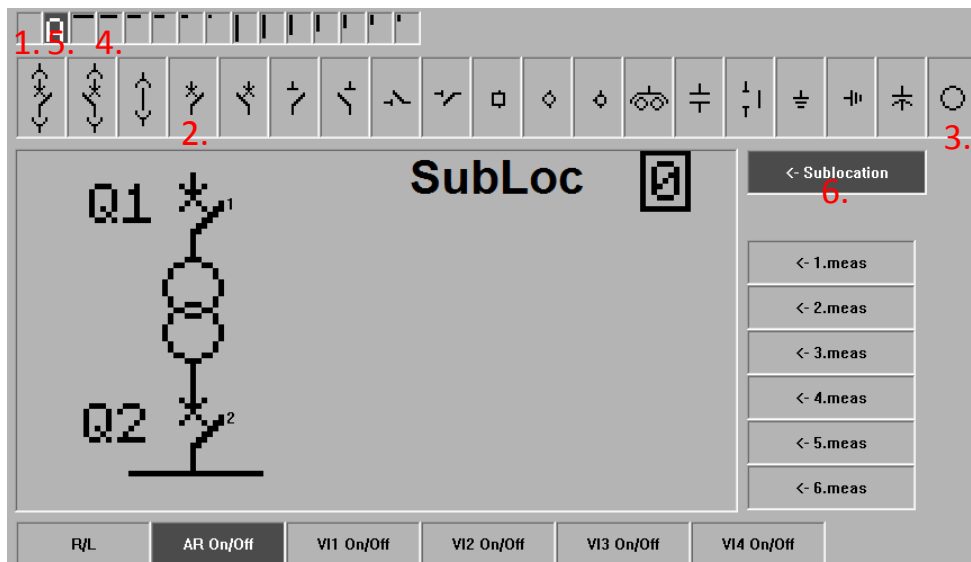 1. 5. 4.
2.
3.
SubLoc 0
<- Sublocation
6.
Q1
1
<- 1.meas
<- 2.meas
<- 3.meas
<- 4.meas
Q2
2
<- 5.meas
<- 6.meas
R/L AR On/Off VI1 On/Off VI2 On/Off VI3 On/Off VI4 On/Off